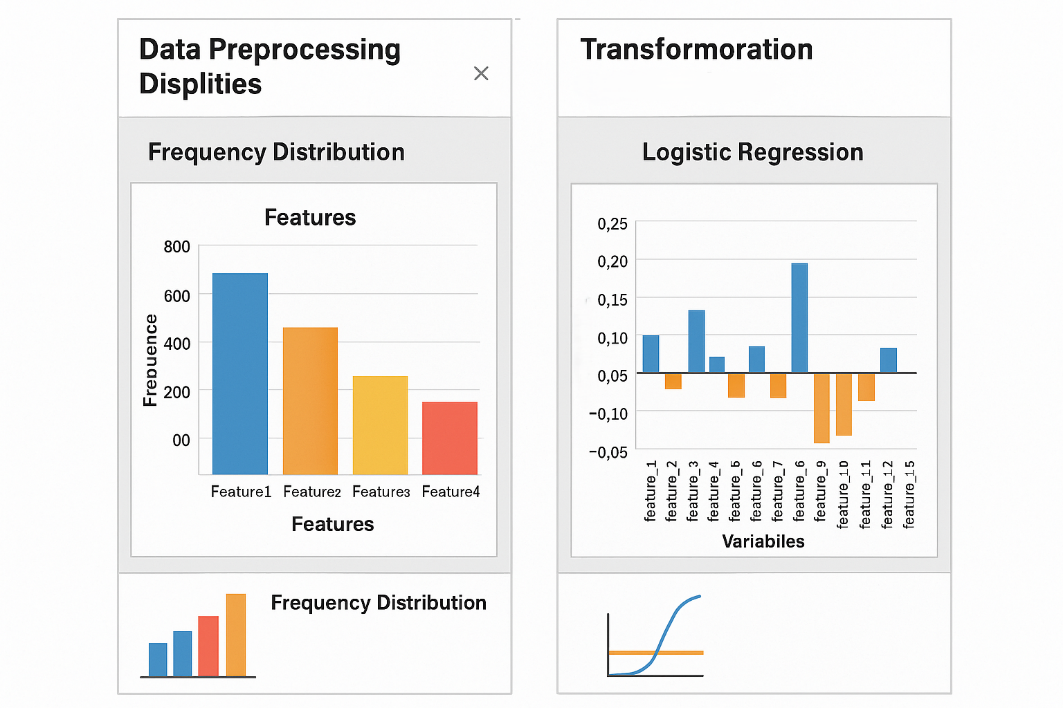 Data Preprocessing
Displities
×
Frequency Distribution
Features
800
600
400
200
00
Frepuence
Feature1 Feature2 Feature3 Feature4
Features
Frequency Distribution
Transformoration
Logistic Regression
0,25
0,20
0,15
0,10
0,05
−0,10
−0,05
feature_1
feature_2
feature_3
feature_4
feature_6
feature_7
feature_6
feature_9
feature_10
feature_11
feature_12
feature_15
Variabiles